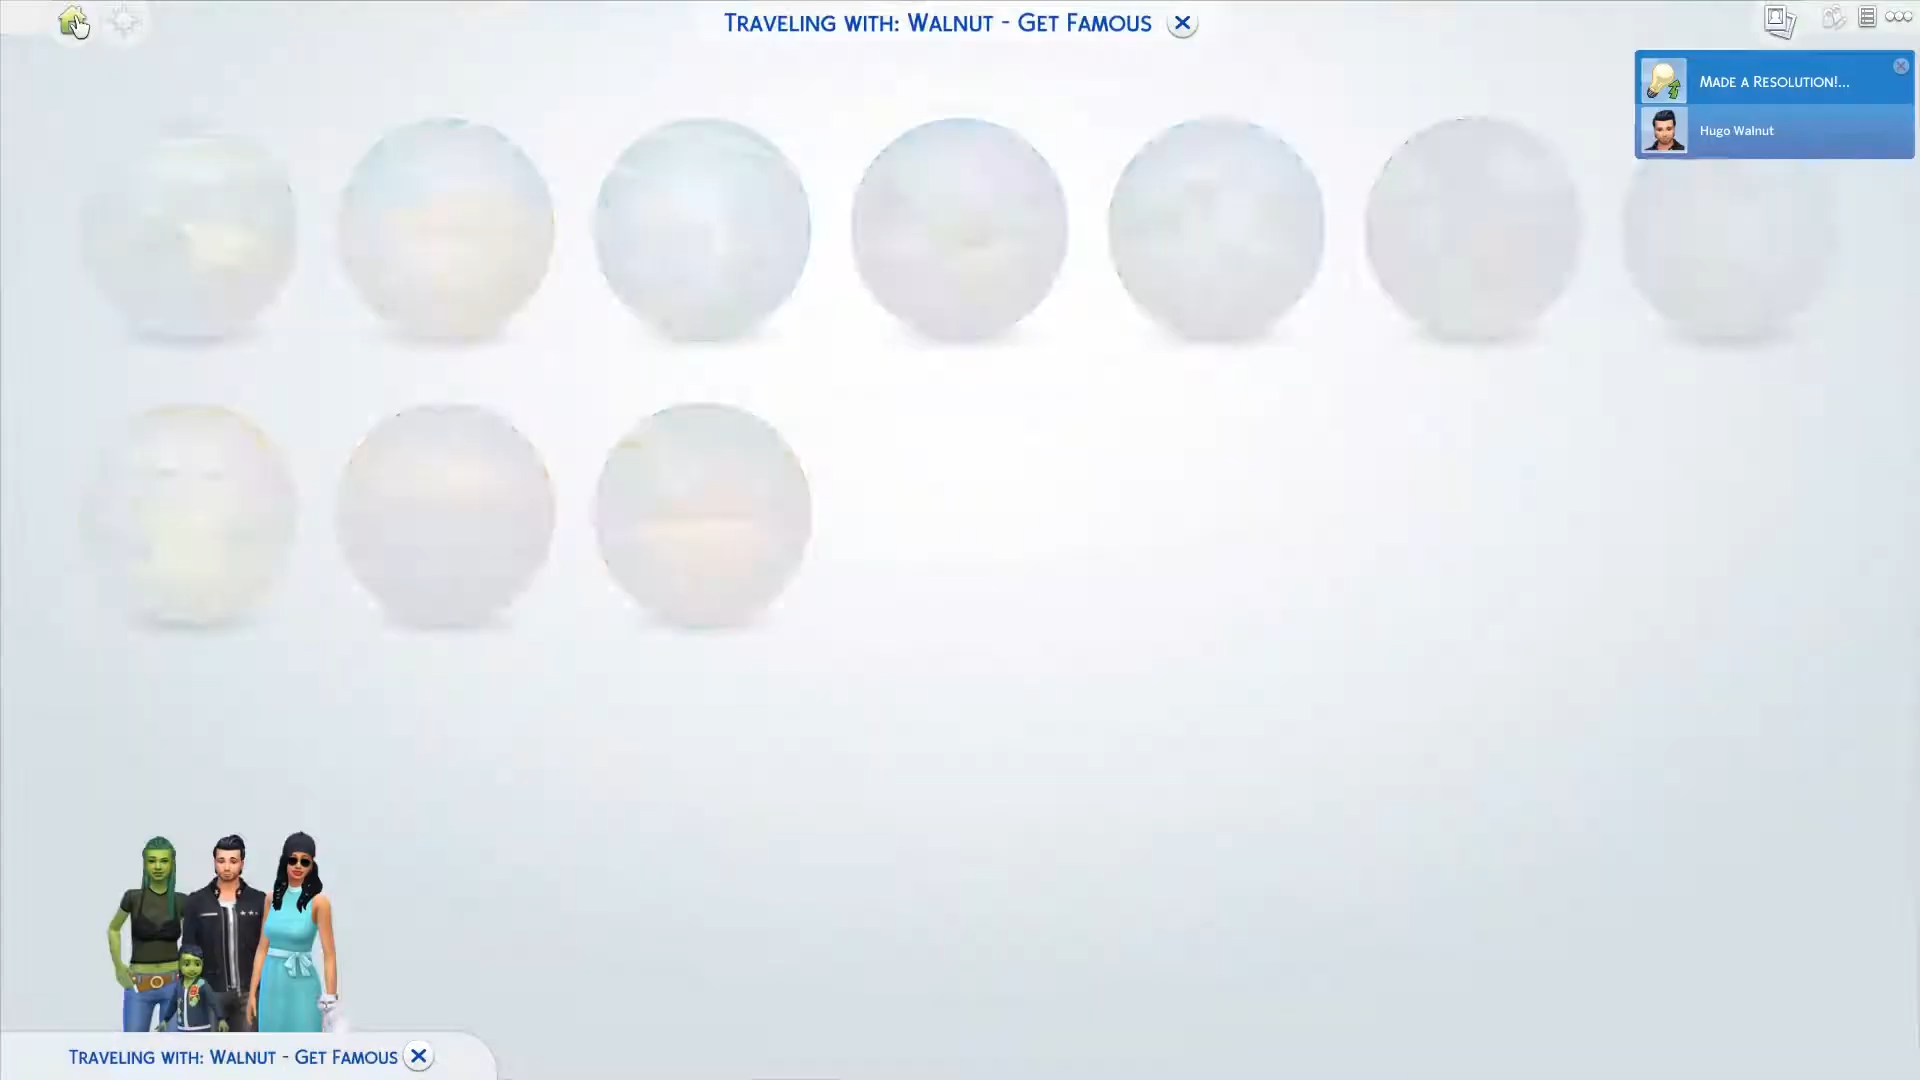 Traveling with: Walnut - Get Famous
Made a Resolution!...
Hugo Walnut
Traveling with: Walnut - Get Famous